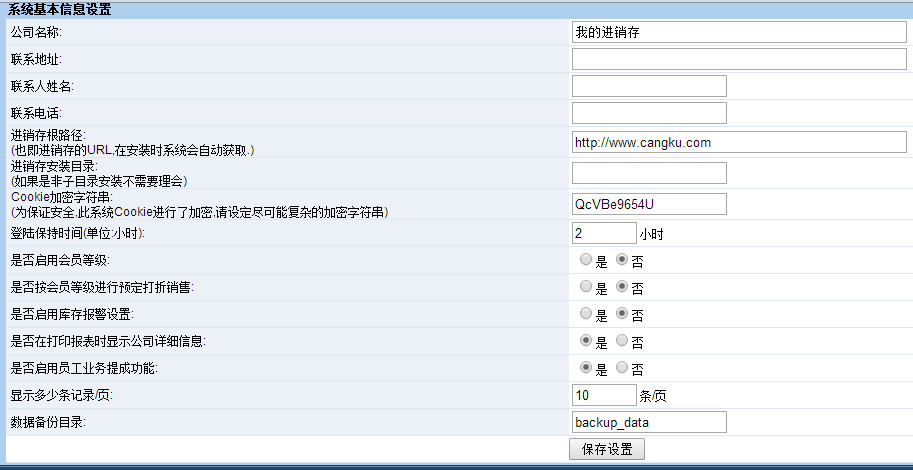 系统基本信息设置
公司名称: 我的进销存
联系地址:
联系人姓名:
联系电话:
进销存根路径:
(也即进销存的URL,在安装时系统会自动获取.) http://www.cangku.com
进销存安装目录:
(如果是非子目录安装不需要理会)
Cookie加密字符串:
(为保证安全,此系统Cookie进行了加密,请设定尽可能复杂的加密字符串) QcVBe9654U
登陆保持时间(单位:小时): 2 小时
是否启用会员等级: 是 否
是否按会员等级进行预定打折销售: 是 否
是否启用库存报警设置: 是 否
是否在打印报表时显示公司详细信息: 是 否
是否启用员工业务提成功能: 是 否
显示多少条记录/页: 10 条/页
数据备份目录: backup_data
保存设置